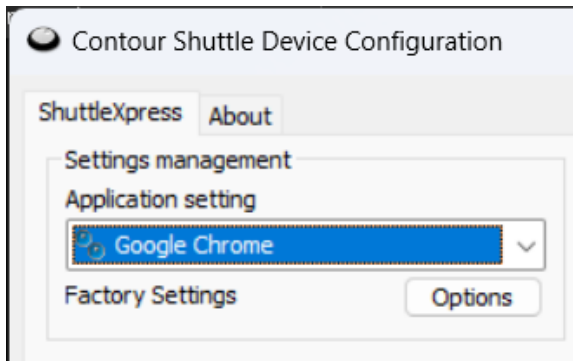 Contour Shuttle Device Configuration
ShuttleXpress About
Settings management
Application setting
Google Chrome
Factory Settings Options